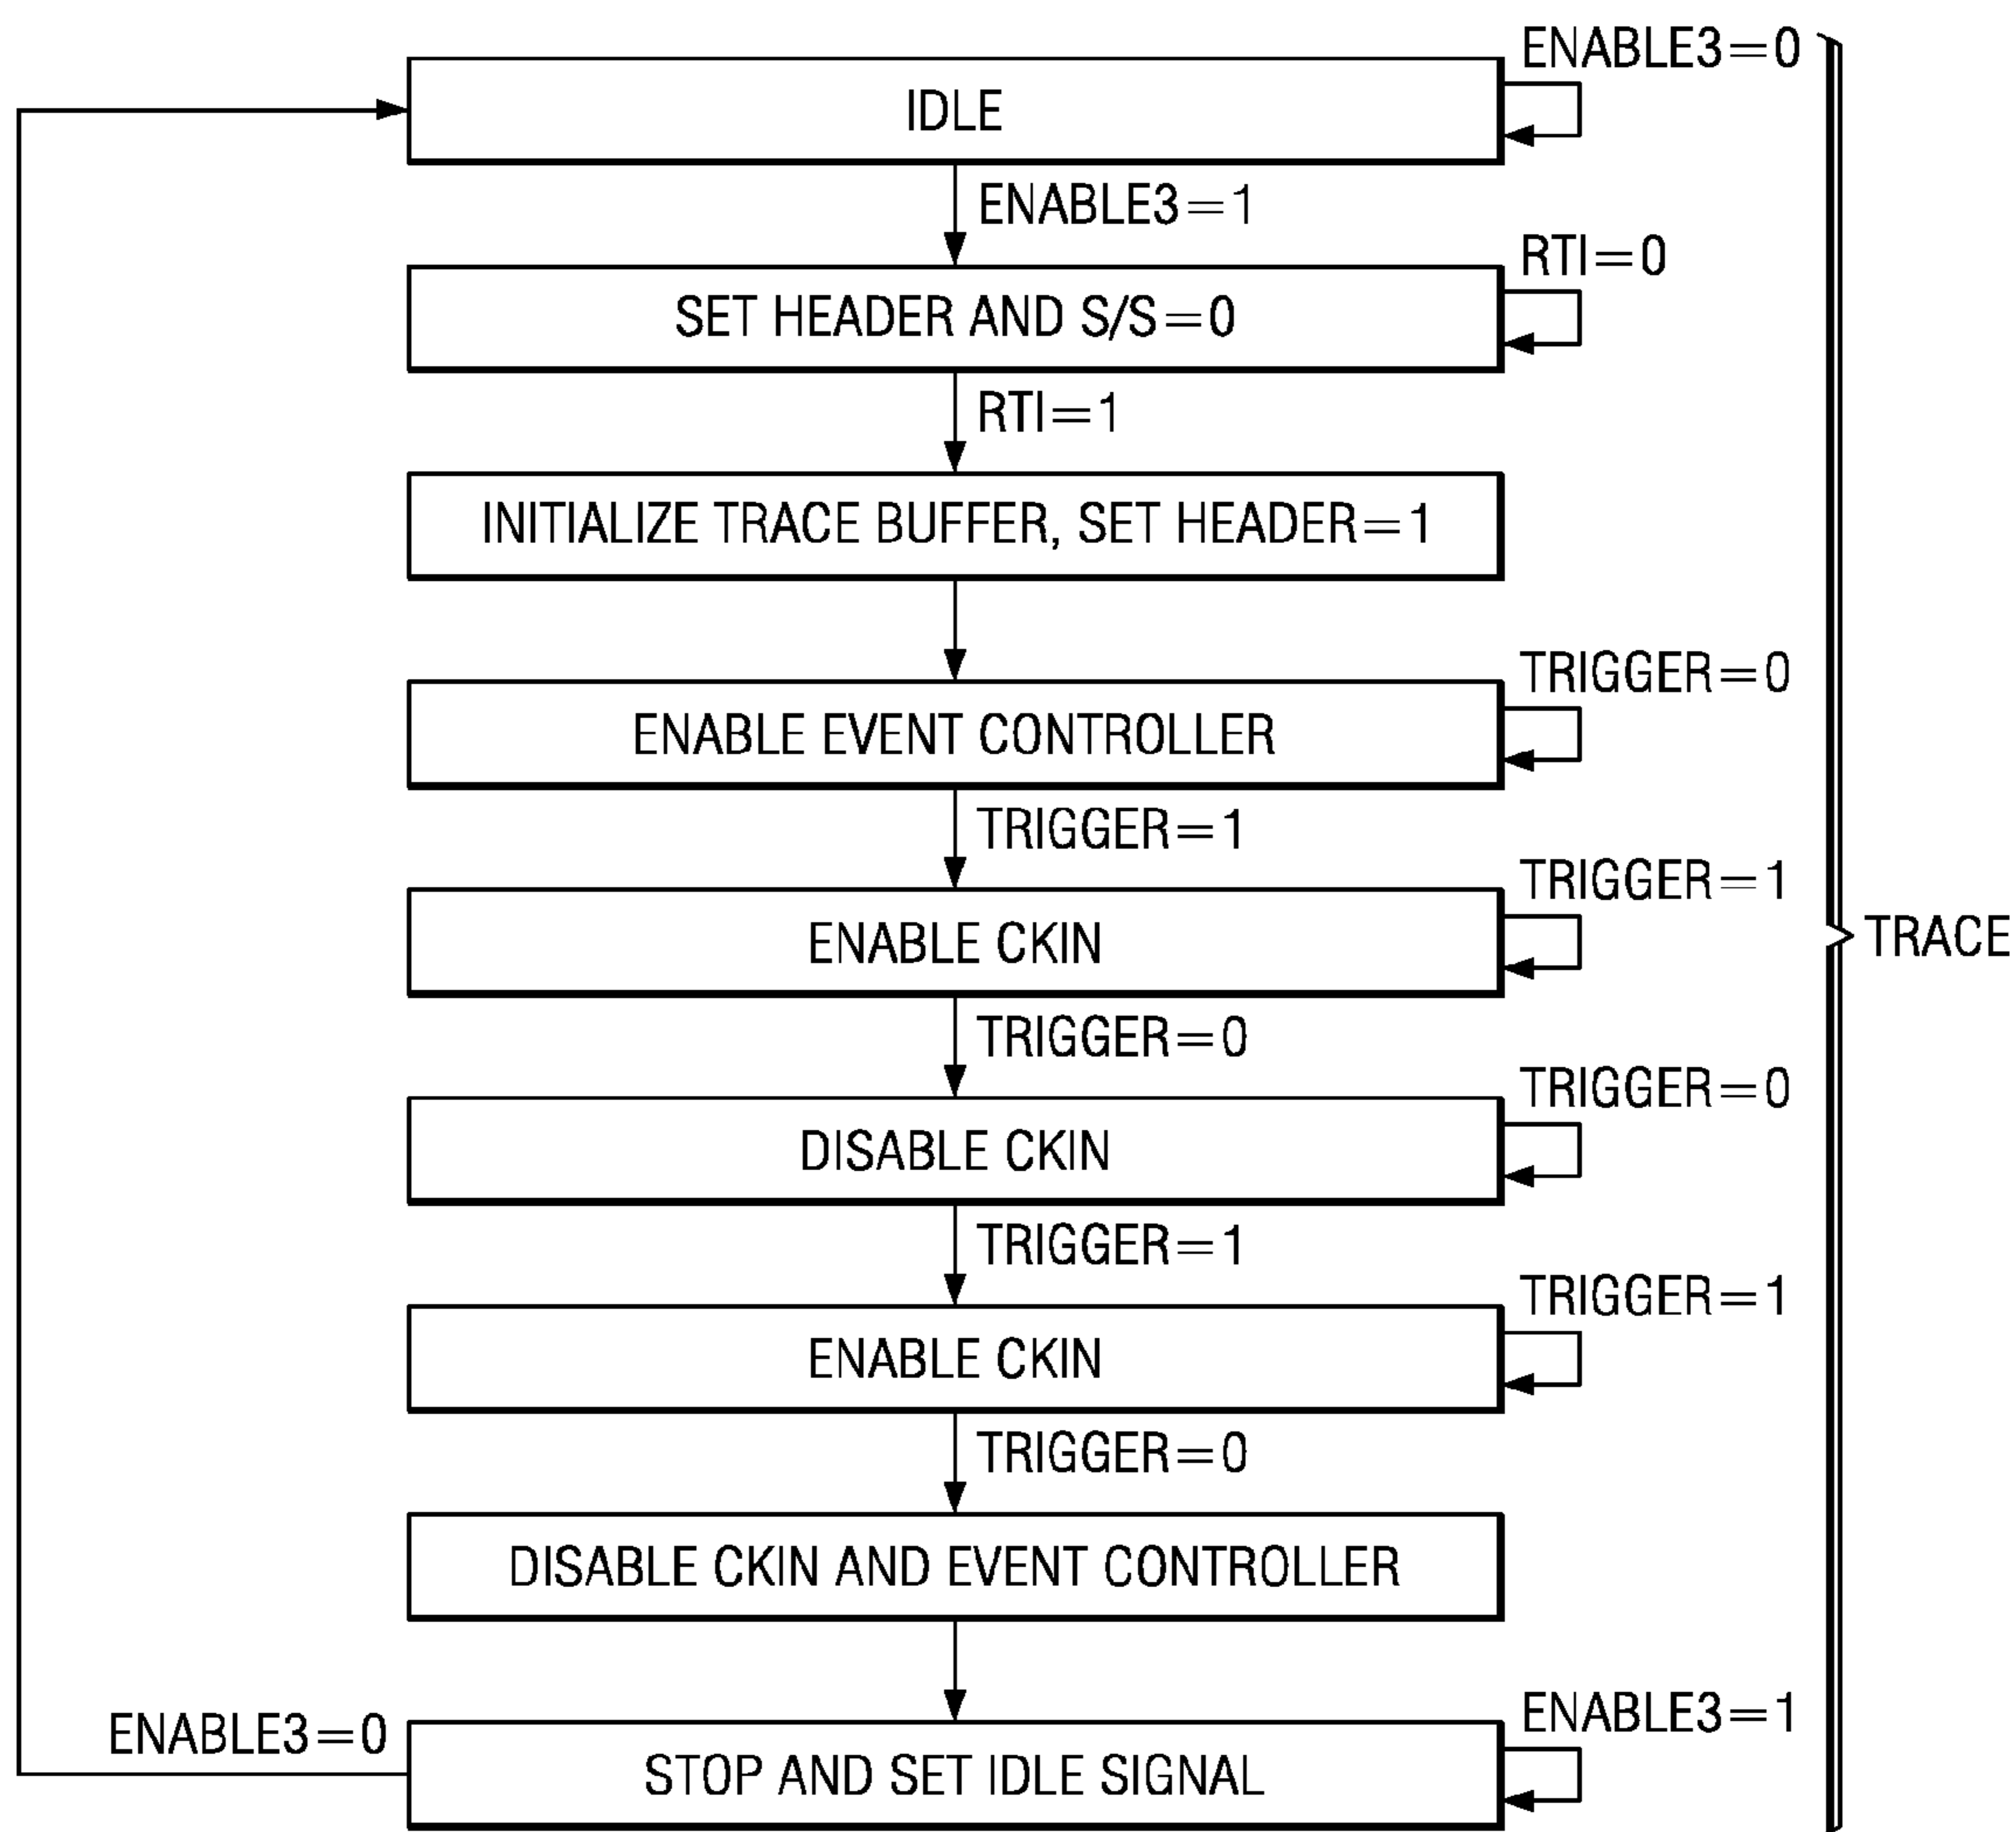 ENABLE3=0
IDLE
ENABLE3=1
RTI=0
SET HEADER AND S/S=0
RTI=1
INITIALIZE TRACE BUFFER, SET HEADER=1
TRIGGER=0
ENABLE EVENT CONTROLLER
TRIGGER=1
TRIGGER=1
ENABLE CKIN
TRACE
TRIGGER=0
TRIGGER=0
DISABLE CKIN
TRIGGER=1
TRIGGER=1
ENABLE CKIN
TRIGGER=0
DISABLE CKIN AND EVENT CONTROLLER
ENABLE3=1
ENABLE3=0
STOP AND SET IDLE SIGNAL